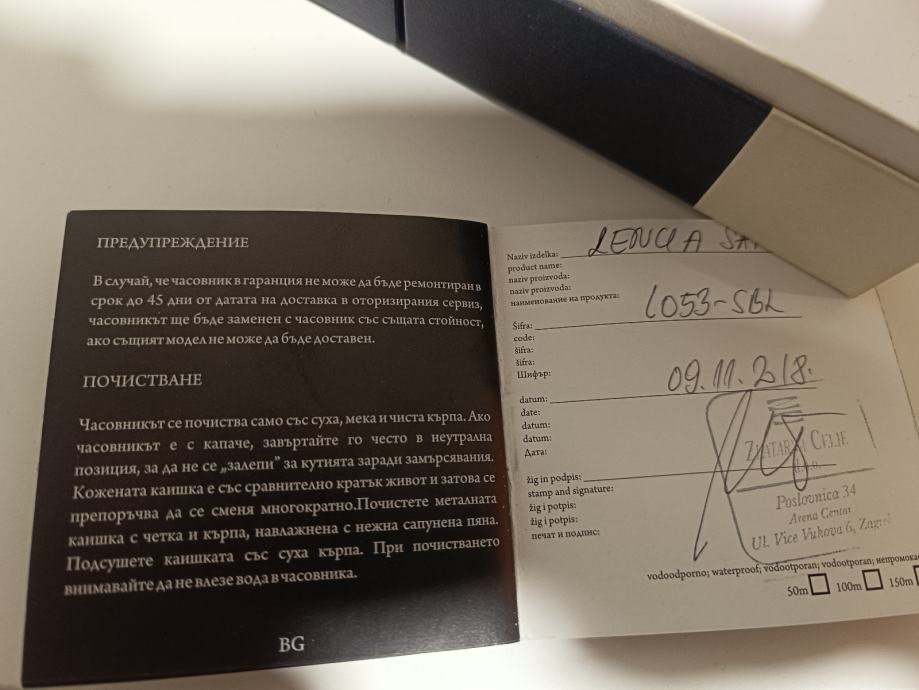 ПРЕДУПРЕЖДЕНИЕ
В случай, че часовник в гаранция не може да бъде ремонтиран в
срок до 45 дни от датата на доставка в оторизирания сервиз,
часовникът ще бъде заменен с часовник със същата стойност,
ако същият модел не може да бъде доставен.
ПОЧИСТВАНЕ
Часовникът се почиства само със суха, мека и чиста кърпа. Ако
часовникът е с капаче, завъртайте го често в неутрална
позиция, за да не се „залепи” за кутията заради замърсявания.
Кожената каишка е със сравнително кратък живот и затова се
препоръчва да се сменя многократно.Почистете металната
каишка с четка и кърпа, навлажнена с нежна сапунена пяна.
Подсушете каишката със суха кърпа. При почистването
внимавайте да не влезе вода в часовника.
BG
Naziv izdelka:
product name:
naziv proizvoda:
naziv proizvoda:
наименование на продукта:
Šifra: L053-SBL
code:
šifra:
šifra:
Шифър:
datum: 09.11.2018.
date:
datum:
datum:
Дата:
žig in podpis:
stamp and signature:
žig i potpis:
žig i potpis:
печат и подпис:
ZLATARNA CELJE
d.o.o.
Poslovnica 34
Arena Centar
Ul. Vice Vukova 6, Zagreb
vodoodporno; waterproof; vodootporan; vodootporan;
50m 100m 150m